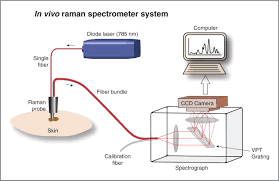 In vivo raman spectrometer system
Computer
Diode laser (785 nm)
Single
fiber
Fiber bundle
CCD Camera
Raman
probe
Skin
Calibration
fiber
VPT
Grating
Spectrograph